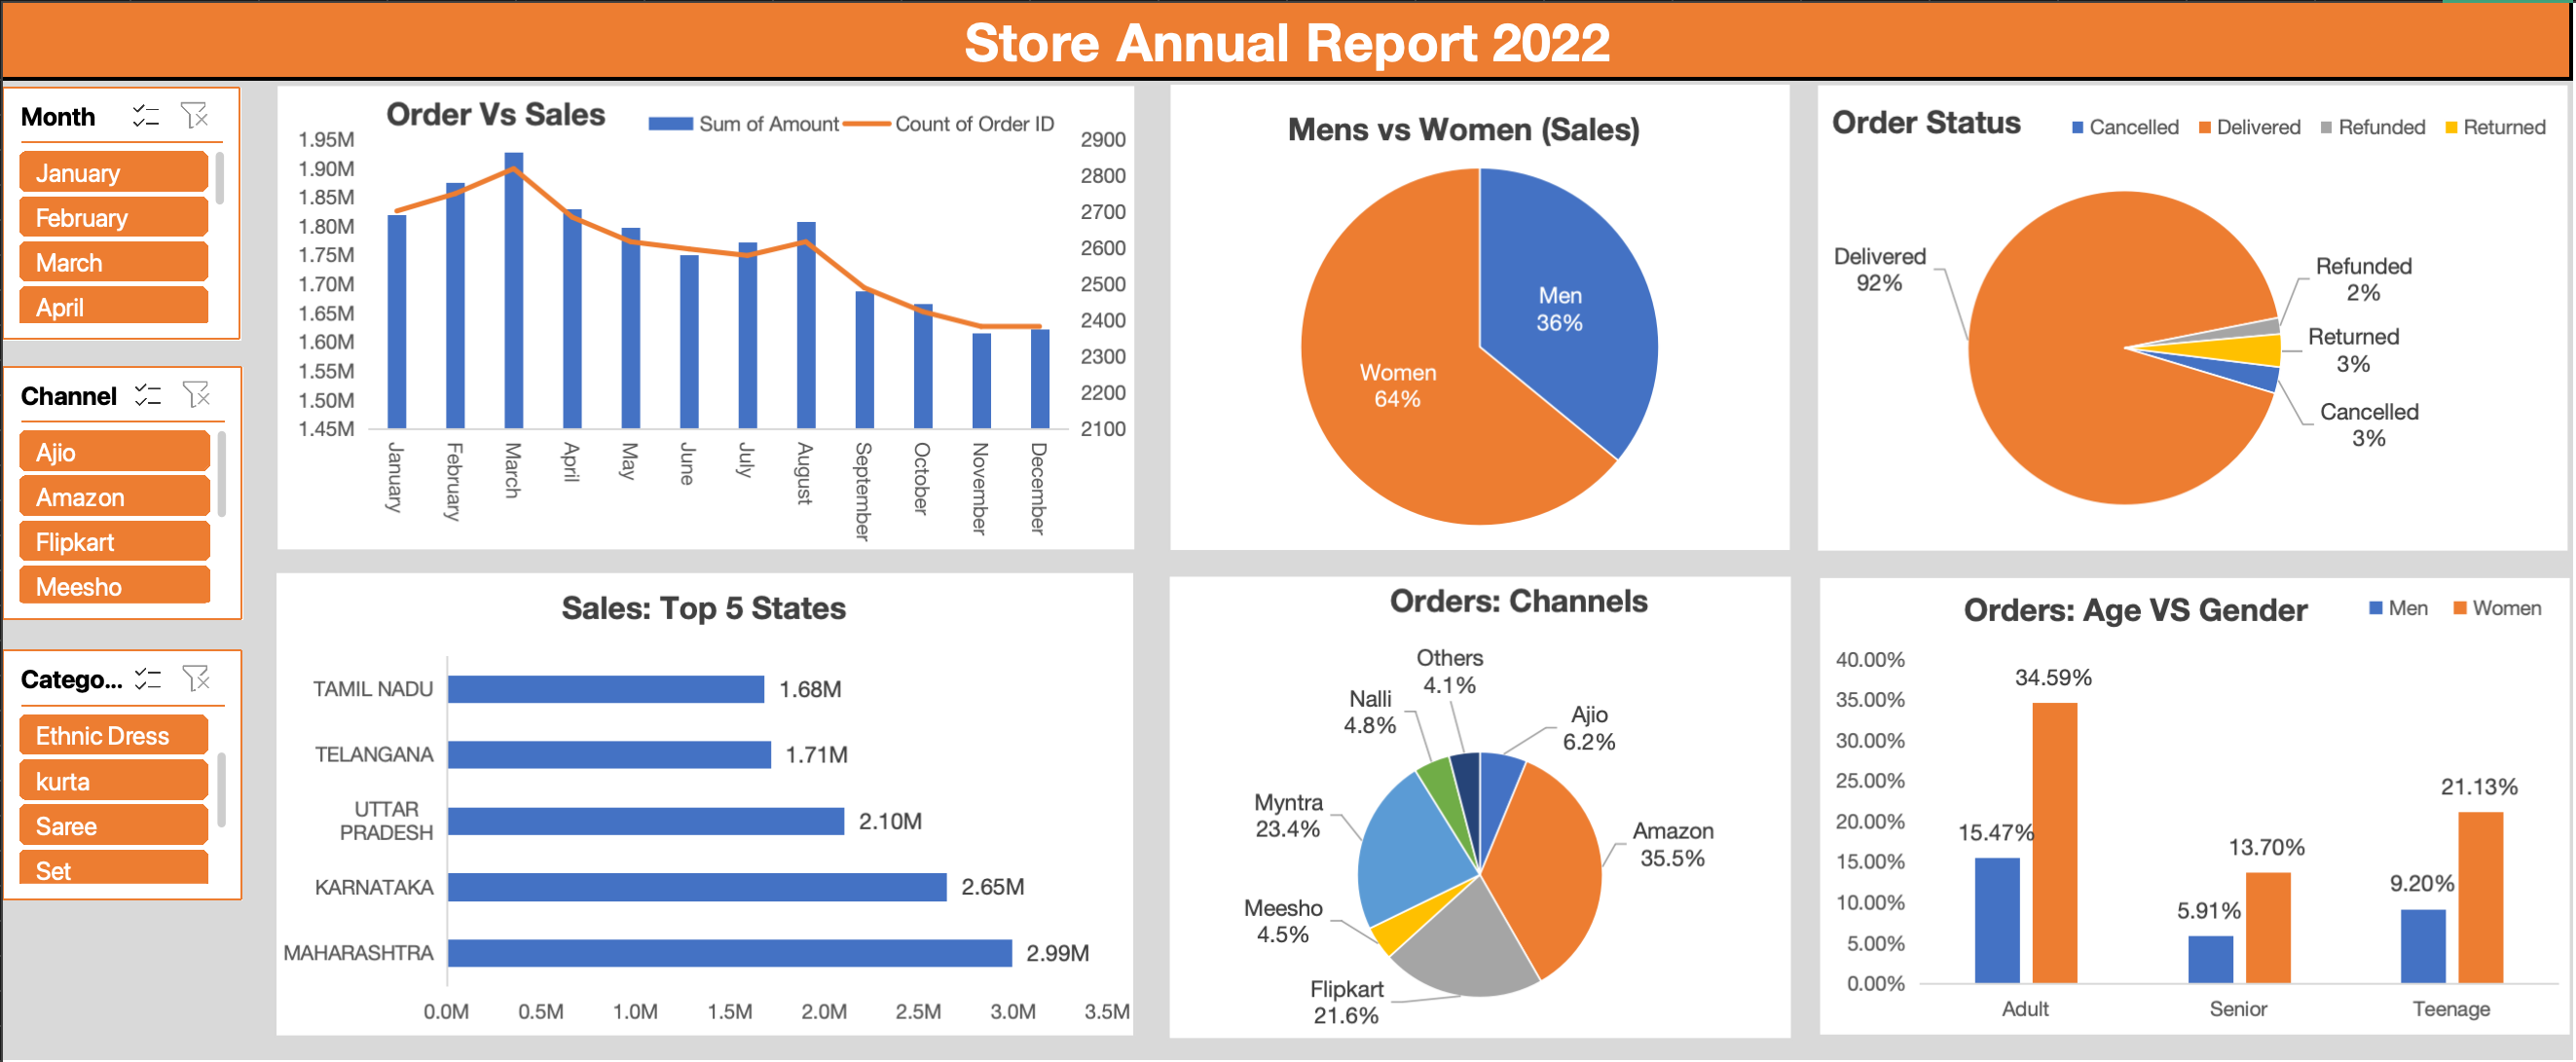 Store Annual Report 2022
Month
January
February
March
April
Channel
Ajio
Amazon
Flipkart
Meesho
Catego...
Ethnic Dress
kurta
Saree
Set
Order Vs Sales
Sum of Amount
Count of Order ID
1.95M
1.90M
1.85M
1.80M
1.75M
1.70M
1.65M
1.60M
1.55M
1.50M
1.45M
2900
2800
2700
2600
2500
2400
2300
2200
2100
January
February
March
April
May
June
July
August
September
October
November
December
Mens vs Women (Sales)
Men
36%
Women
64%
Order Status
Cancelled
Delivered
Refunded
Returned
Delivered
92%
Refunded
2%
Returned
3%
Cancelled
3%
Sales: Top 5 States
TAMIL NADU
1.68M
TELANGANA
1.71M
UTTAR
PRADESH
2.10M
KARNATAKA
2.65M
MAHARASHTRA
2.99M
0.0M
0.5M
1.0M
1.5M
2.0M
2.5M
3.0M
3.5M
Orders: Channels
Others
4.1%
Nalli
4.8%
Ajio
6.2%
Myntra
23.4%
Amazon
35.5%
Meesho
4.5%
Flipkart
21.6%
Orders: Age VS Gender
Men
Women
40.00%
35.00%
30.00%
25.00%
20.00%
15.00%
10.00%
5.00%
0.00%
15.47%
34.59%
5.91%
13.70%
9.20%
21.13%
Adult
Senior
Teenage